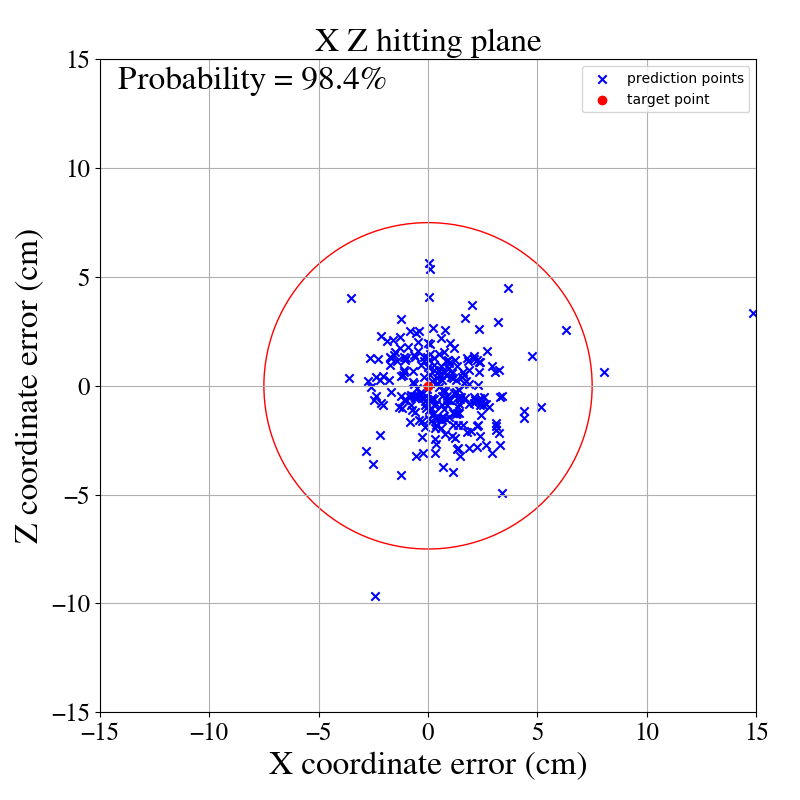 X Z hitting plane
Probability = 98.4%
prediction points
target point
15
10
5
0
−5
−10
−15
Z coordinate error (cm)
−15 −10 −5 0 5 10 15
X coordinate error (cm)